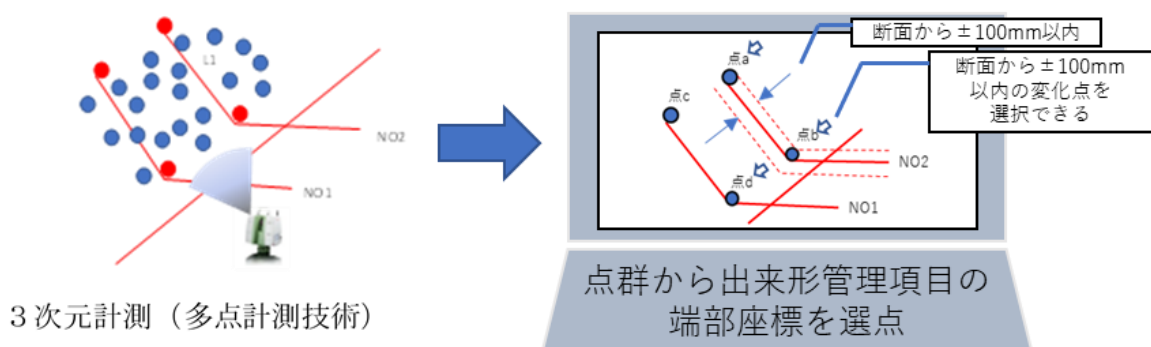 L1
NO2
NO1
3次元計測（多点計測技術）
断面から±100mm以内
断面から±100mm
以内の変化点を
選択できる
点a
点c
点b
NO2
点d
NO1
点群から出来形管理項目の
端部座標を選点